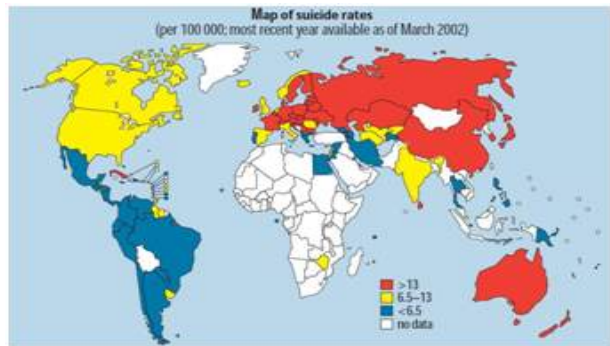 Map of suicide rates
(per 100 000; most recent year available as of March 2002)
>13
6.5–13
<6.5
no data